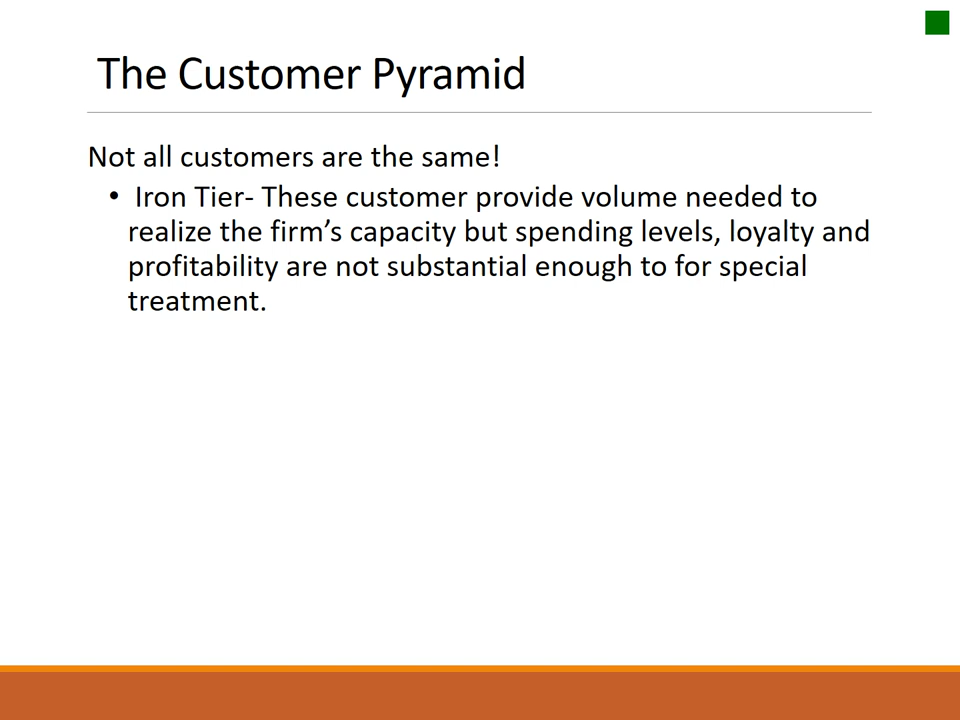 The Customer Pyramid
Not all customers are the same!
• Iron Tier- These customer provide volume needed to
realize the firm’s capacity but spending levels, loyalty and
profitability are not substantial enough to for special
treatment.